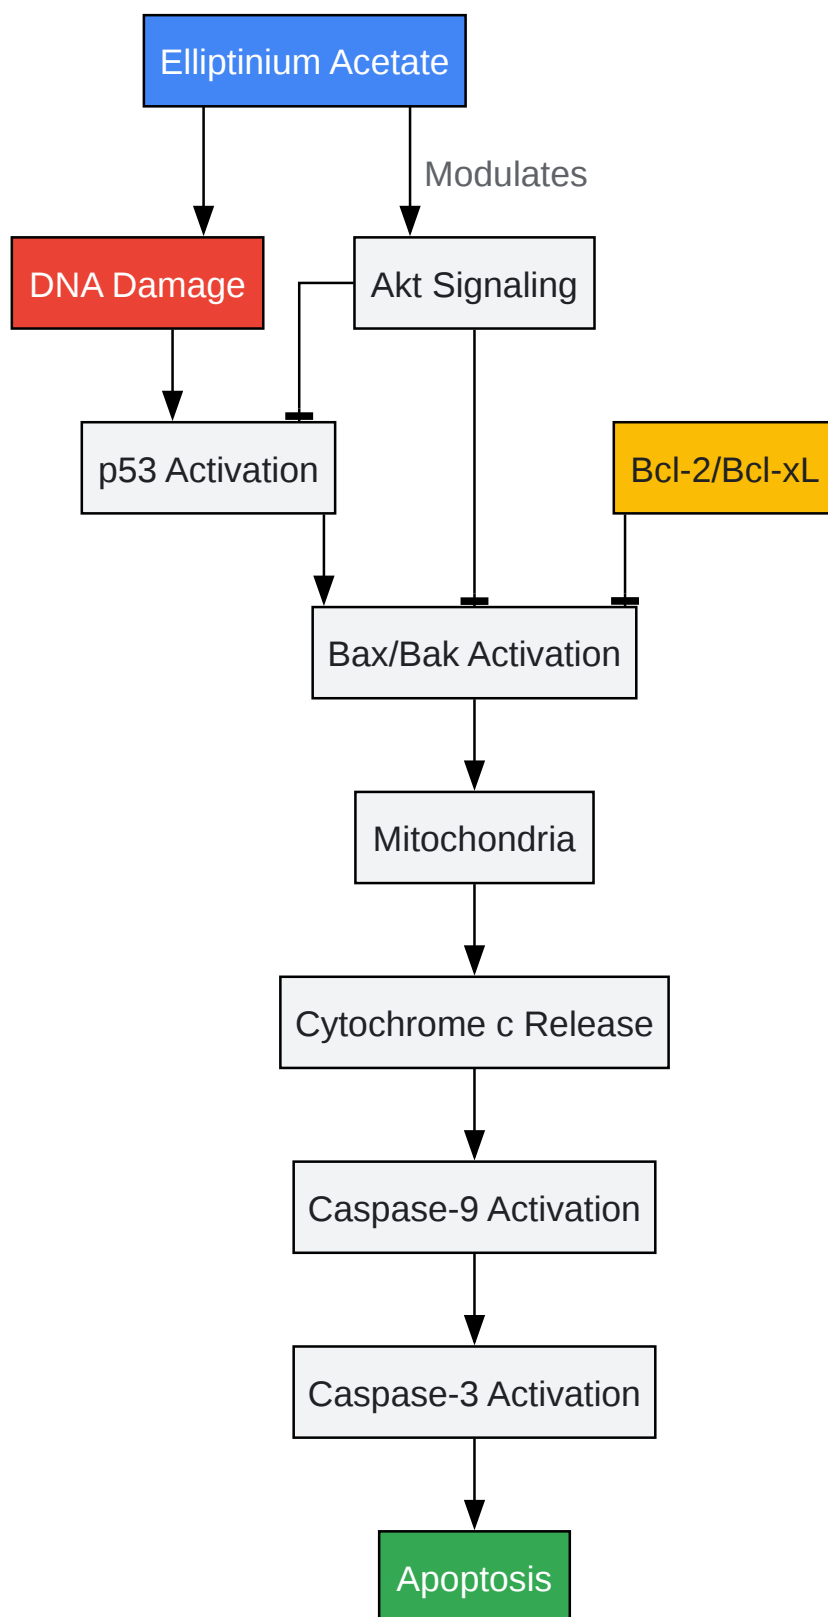 Elliptinium Acetate
Modulates
DNA Damage
Akt Signaling
p53 Activation
Bcl-2/Bcl-xL
Bax/Bak Activation
Mitochondria
Cytochrome c Release
Caspase-9 Activation
Caspase-3 Activation
Apoptosis